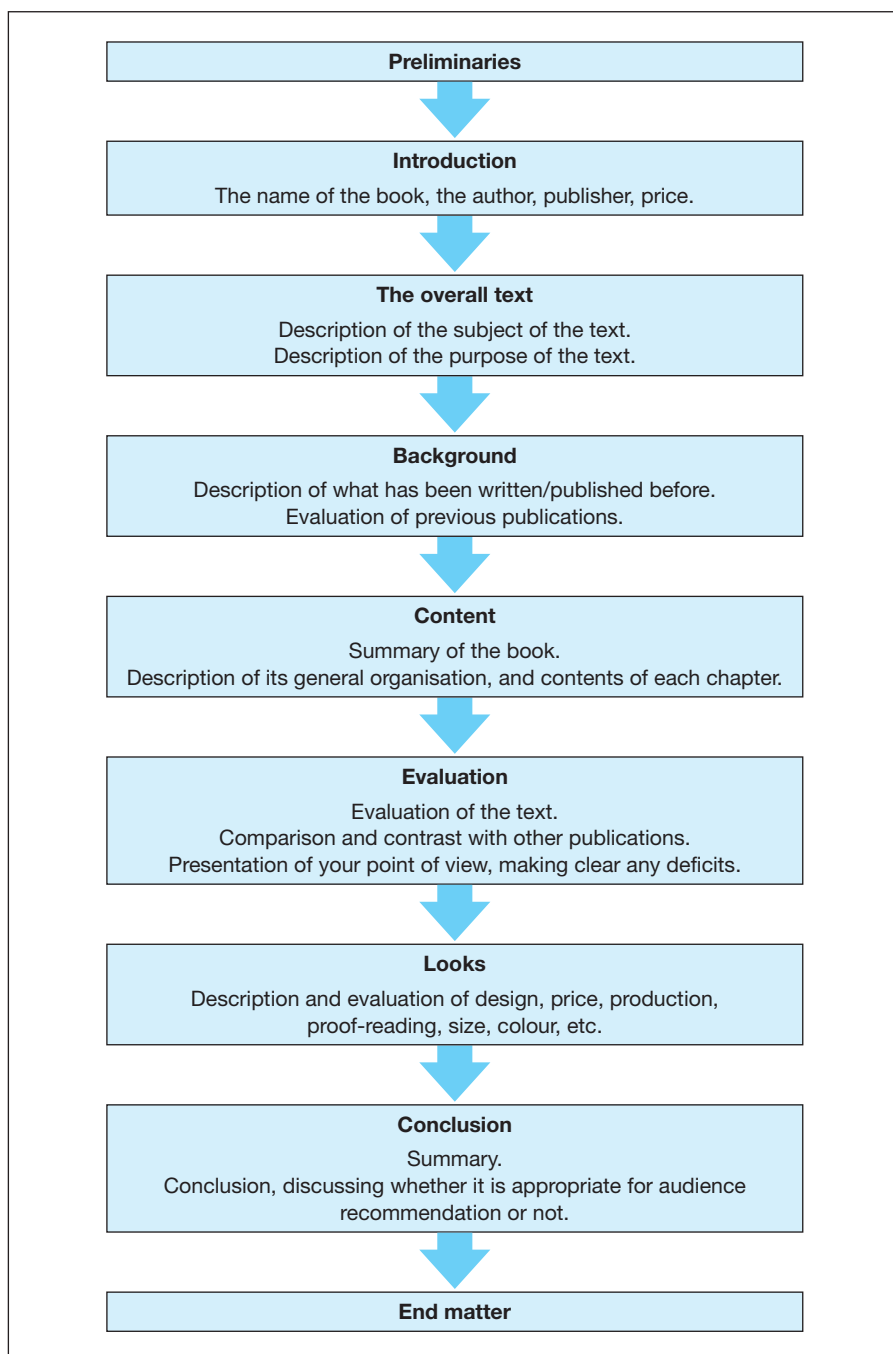 Preliminaries
Introduction
The name of the book, the author, publisher, price.
The overall text
Description of the subject of the text.
Description of the purpose of the text.
Background
Description of what has been written/published before.
Evaluation of previous publications.
Content
Summary of the book.
Description of its general organisation, and contents of each chapter.
Evaluation
Evaluation of the text.
Comparison and contrast with other publications.
Presentation of your point of view, making clear any deficits.
Looks
Description and evaluation of design, price, production,
proof-reading, size, colour, etc.
Conclusion
Summary.
Conclusion, discussing whether it is appropriate for audience
recommendation or not.
End matter